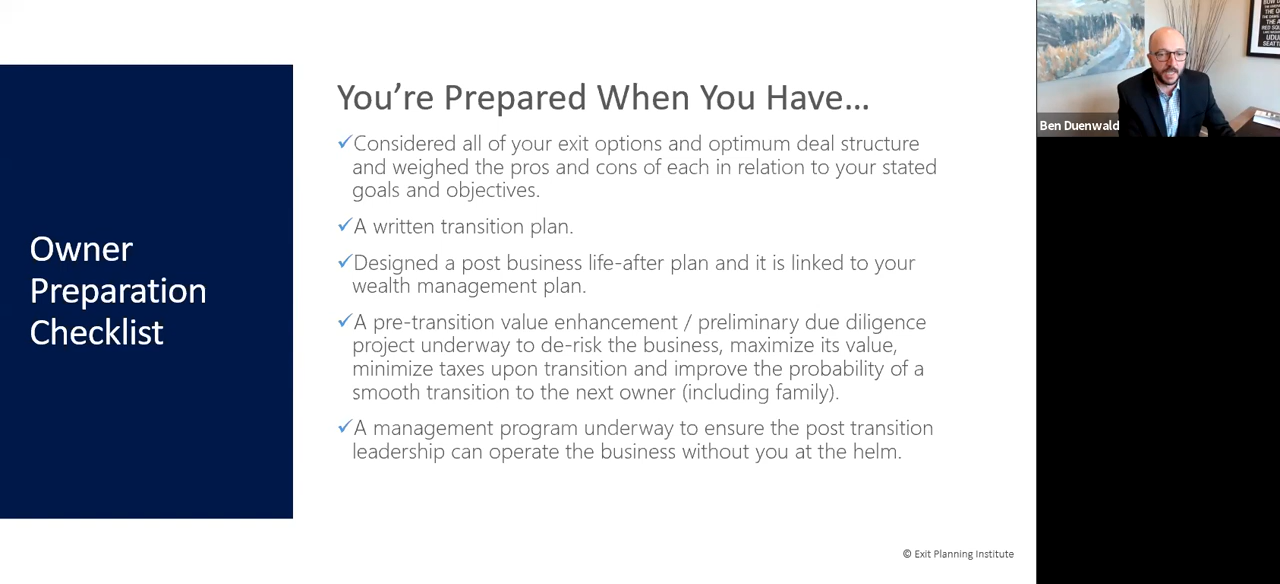 Owner
Preparation
Checklist
You're Prepared When You Have...
✓Considered all of your exit options and optimum deal structure
and weighed the pros and cons of each in relation to your stated
goals and objectives.
✓A written transition plan.
✓Designed a post business life-after plan and it is linked to your
wealth management plan.
✓A pre-transition value enhancement / preliminary due diligence
project underway to de-risk the business, maximize its value,
minimize taxes upon transition and improve the probability of a
smooth transition to the next owner (including family).
✓A management program underway to ensure the post transition
leadership can operate the business without you at the helm.
© Exit Planning Institute
Ben Duenwald
RED SQU
UDUB
SEATTL